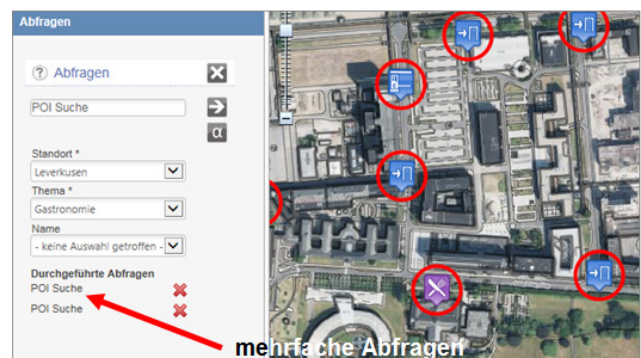 Abfragen
Abfragen
POI Suche
α
Standort *
Leverkusen
Thema *
Gastronomie
Name
- keine Auswahl getroffen -
Durchgeführte Abfragen
POI Suche
POI Suche
mehrfache Abfragen